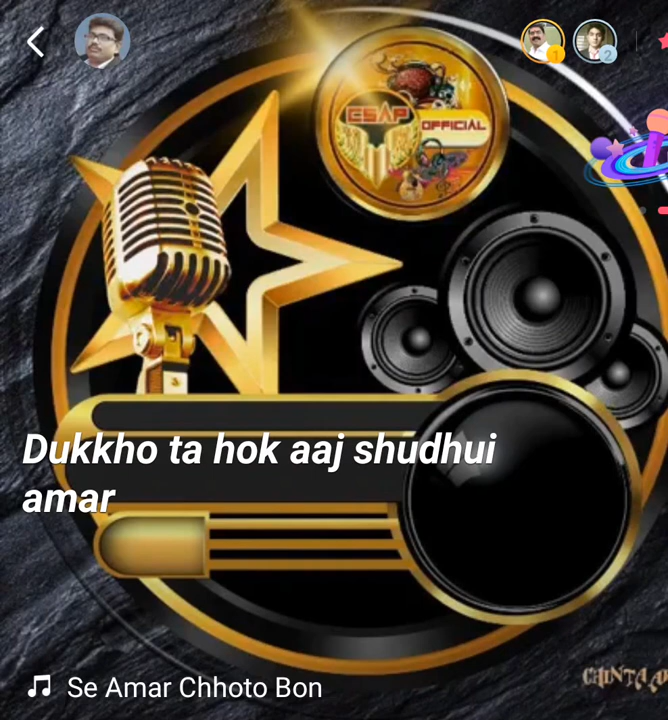 ESAP
OFFICIAL
Dukkho ta hok aaj shudhui
amar
Se Amar Chhoto Bon